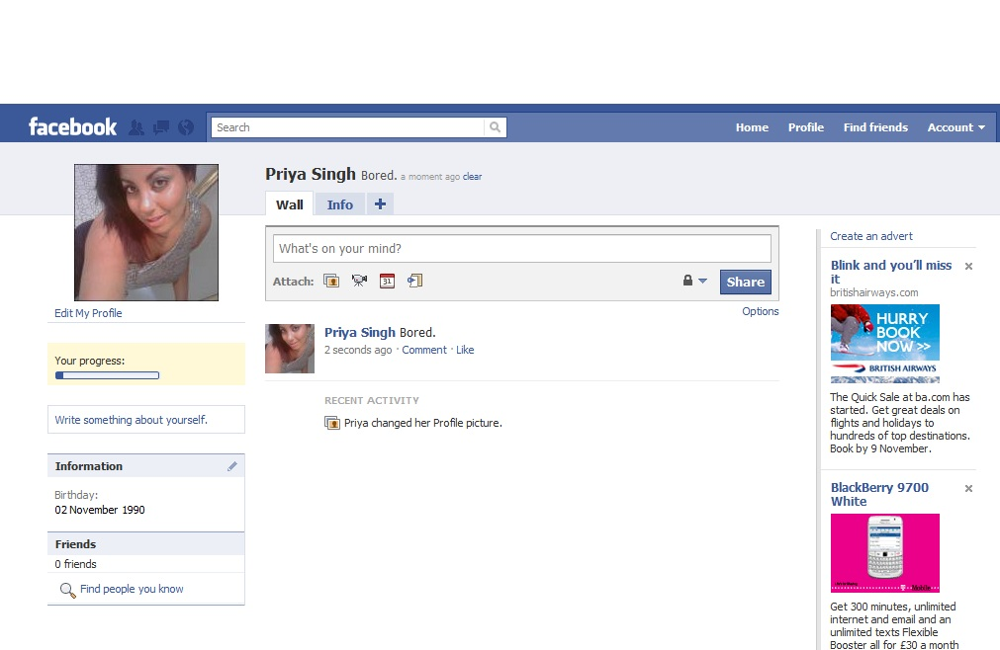 facebook
Search
Home
Profile
Find friends
Account
Priya Singh Bored. a moment ago clear
Wall
Info
+
What's on your mind?
Attach:
31
Share
Options
Edit My Profile
Your progress:
Write something about yourself.
Information
Birthday:
02 November 1990
Friends
0 friends
Find people you know
Priya Singh Bored.
2 seconds ago · Comment · Like
RECENT ACTIVITY
Priya changed her Profile picture.
Create an advert
Blink and you'll miss
it
britishairways.com
HURRY
BOOK
NOW >>
BRITISH AIRWAYS
The Quick Sale at ba.com has
started. Get great deals on
flights and holidays to
hundreds of top destinations.
Book by 9 November.
BlackBerry 9700
White
T Mobile
Get 300 minutes, unlimited
internet and email and an
unlimited texts Flexible
Booster all for £30 a month